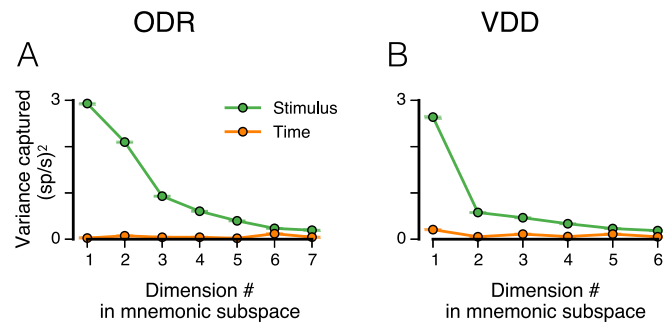 ODR
VDD
A
B
3
Stimulus
Time
0
Variance captured
(sp/s)2
1 2 3 4 5 6 7
Dimension #
in mnemonic subspace
3
0
1 2 3 4 5 6
Dimension #
in mnemonic subspace